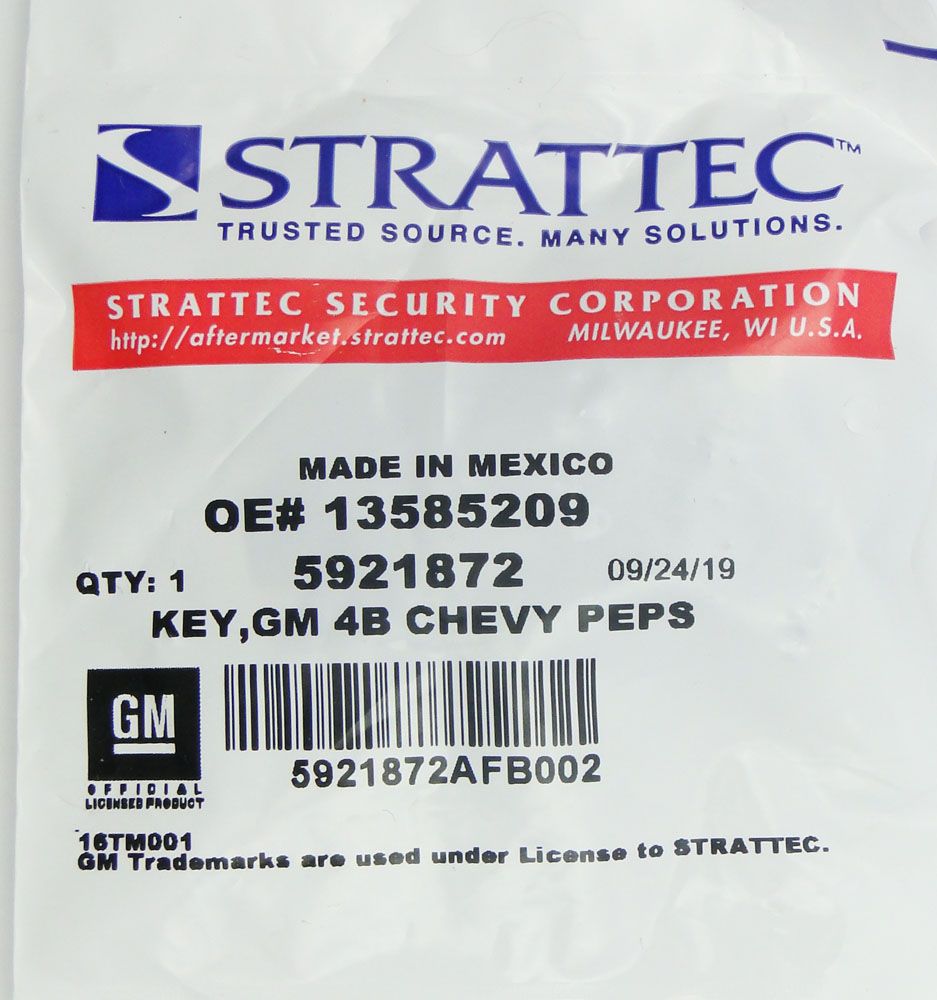 STRATTEC™
TRUSTED SOURCE. MANY SOLUTIONS.
STRATTEC SECURITY CORPORATION
http://aftermarket.strattec.com MILWAUKEE, WI U.S.A.
MADE IN MEXICO
OE# 13585209
QTY: 1 5921872 09/24/19
KEY,GM 4B CHEVY PEPS
GM
5921872AFB002
OFFICIAL
LICENSED PRODUCT
16TM001
GM Trademarks are used under License to STRATTEC.